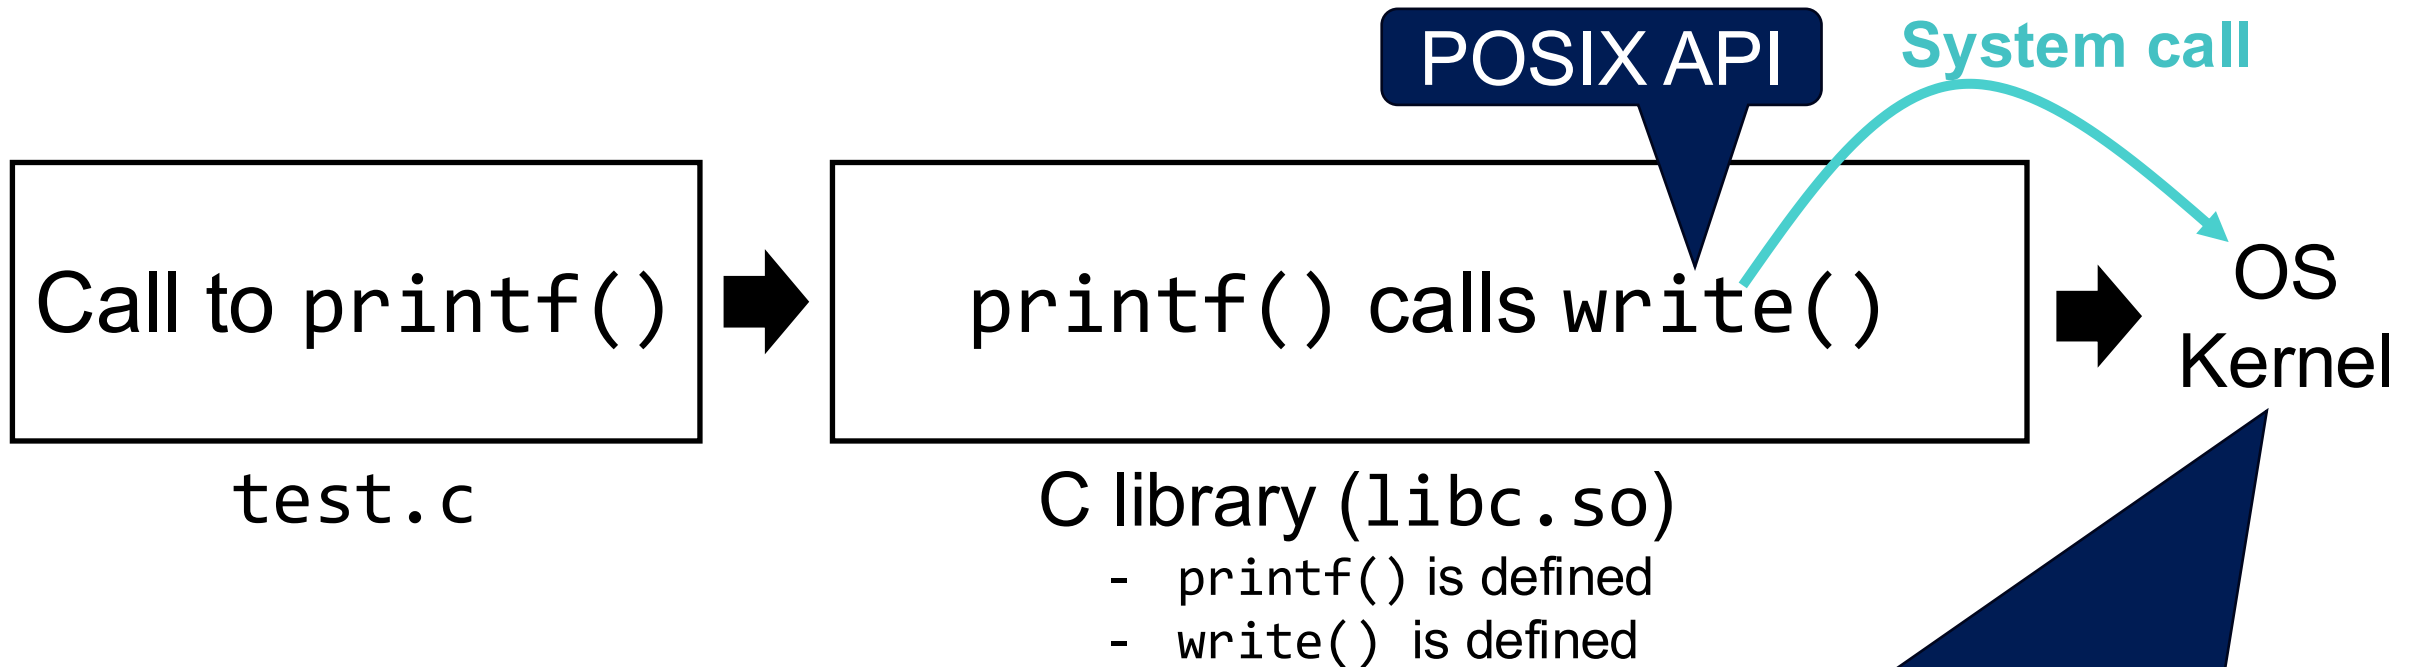 POSIX API
System call
Call to printf()
printf() calls write()
OS
Kernel
test.c
C library (libc.so)
- printf() is defined
- write() is defined